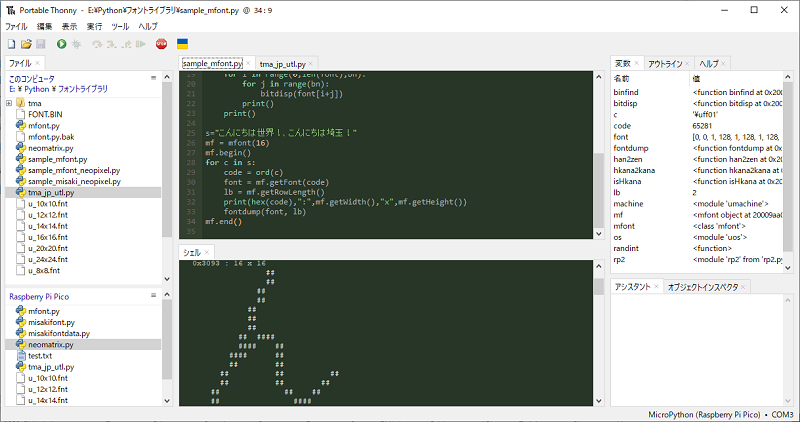 Portable Thonny - E:¥Python¥フォントライブラリ¥sample_mfont.py @ 34 : 9
ファイル 編集 表示 実行 ツール ヘルプ
ファイル
このコンピュータ
E: ¥ Python ¥ フォントライブラリ
tma
FONT.BIN
mfont.py
mfont.py.bak
neomatrix.py
sample_mfont.py
sample_mfont_neopixel.py
sample_misaki_neopixel.py
tma_jp_utl.py
u_10x10.fnt
u_12x12.fnt
u_14x14.fnt
u_16x16.fnt
u_20x20.fnt
u_24x24.fnt
u_8x8.fnt
Raspberry Pi Pico
mfont.py
misakifont.py
misakifontdata.py
neomatrix.py
test.txt
tma_jp_utl.py
u_10x10.fnt
u_12x12.fnt
u_14x14.fnt
sample_mfont.py tma_jp_utl.py
19 for i in range(0,len(font),bn):
20 for j in range(bn):
21 bitdisp(font[i+j])
22 print()
23 print()
24
25 s="こんにちは世界！、こんにちは埼玉！"
26 mf = mfont(16)
27 mf.begin()
28 for c in s:
29 code = ord(c)
30 font = mf.getFont(code)
31 lb = mf.getRowLength()
32 print(hex(code),":",mf.getWidth(),"x",mf.getHeight())
33 fontdump(font, lb)
34 mf.end()
35
シェル
0x3093 : 16 x 16
##
##
##
##
##
##
##
## ####
#### ##
#### ##
## ##
## ## ##
## ## ##
## ## ##
## ####
変数 アウトライン ヘルプ
名前 値
binfind <function binfind at 0x200
bitdisp <function bitdisp at 0x200
c '¥uff01'
code 65281
font [0, 0, 1, 128, 1, 128, 1, 128,
fontdump <function fontdump at 0x
han2zen <function han2zen at 0x20
hkana2kana <function hkana2kana at 0
isHkana <function isHkana at 0x20
lb 2
machine <module 'umachine'>
mf <mfont object at 20009aa0
mfont <class 'mfont'>
os <module 'uos'>
randint <function>
rp2 <module 'rp2' from 'rp2.py
アシスタント オブジェクトインスペクタ
MicroPython (Raspberry Pi Pico) • COM3